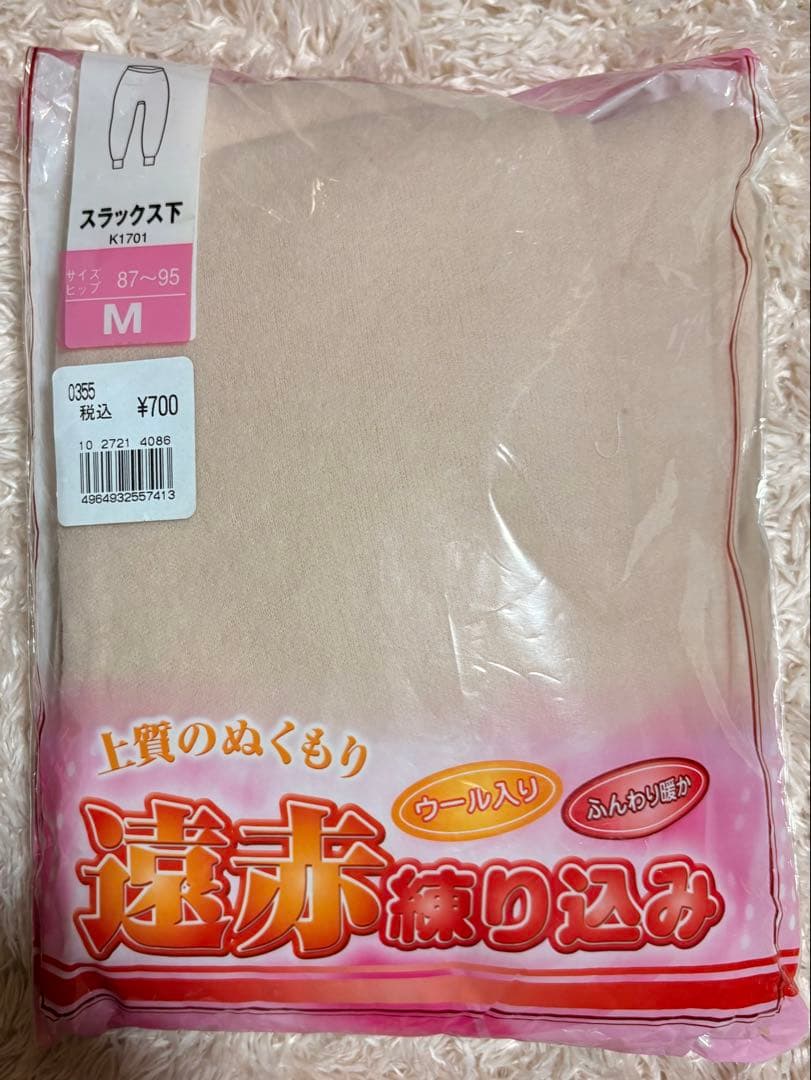 スラックス下
K1701
サイズ
ヒップ 87〜95
M
0355
税込 ¥700
10 2721 4086
4964932557413
上質のぬくもり
ウール入り
ふんわり暖か
遠赤練り込み